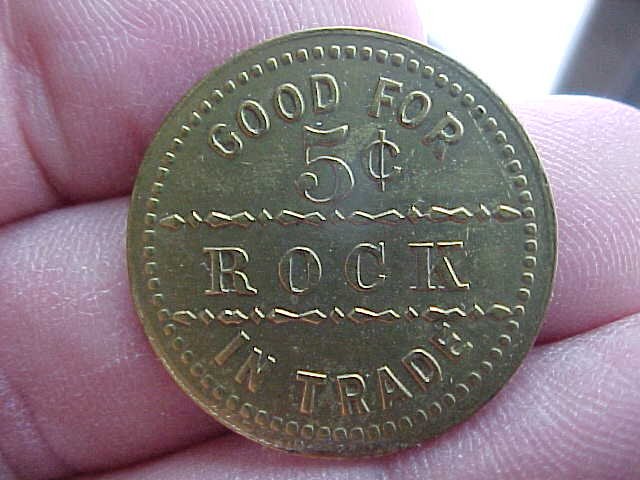 GOOD FOR
5¢
ROCK
IN TRADE